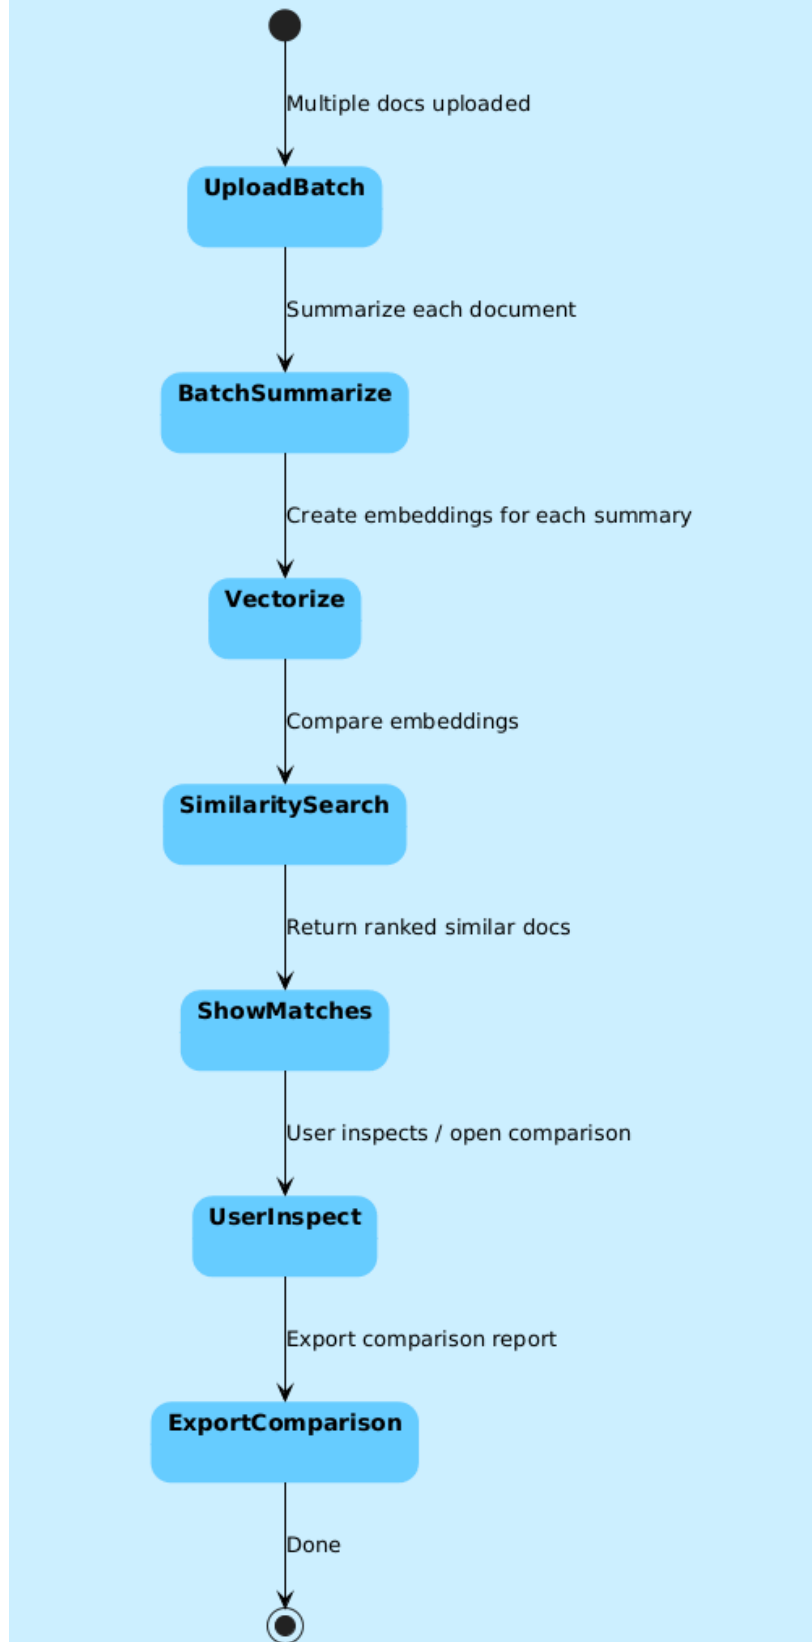 Multiple docs uploaded
UploadBatch
Summarize each document
BatchSummarize
Create embeddings for each summary
Vectorize
Compare embeddings
SimilaritySearch
Return ranked similar docs
ShowMatches
User inspects / open comparison
UserInspect
Export comparison report
ExportComparison
Done